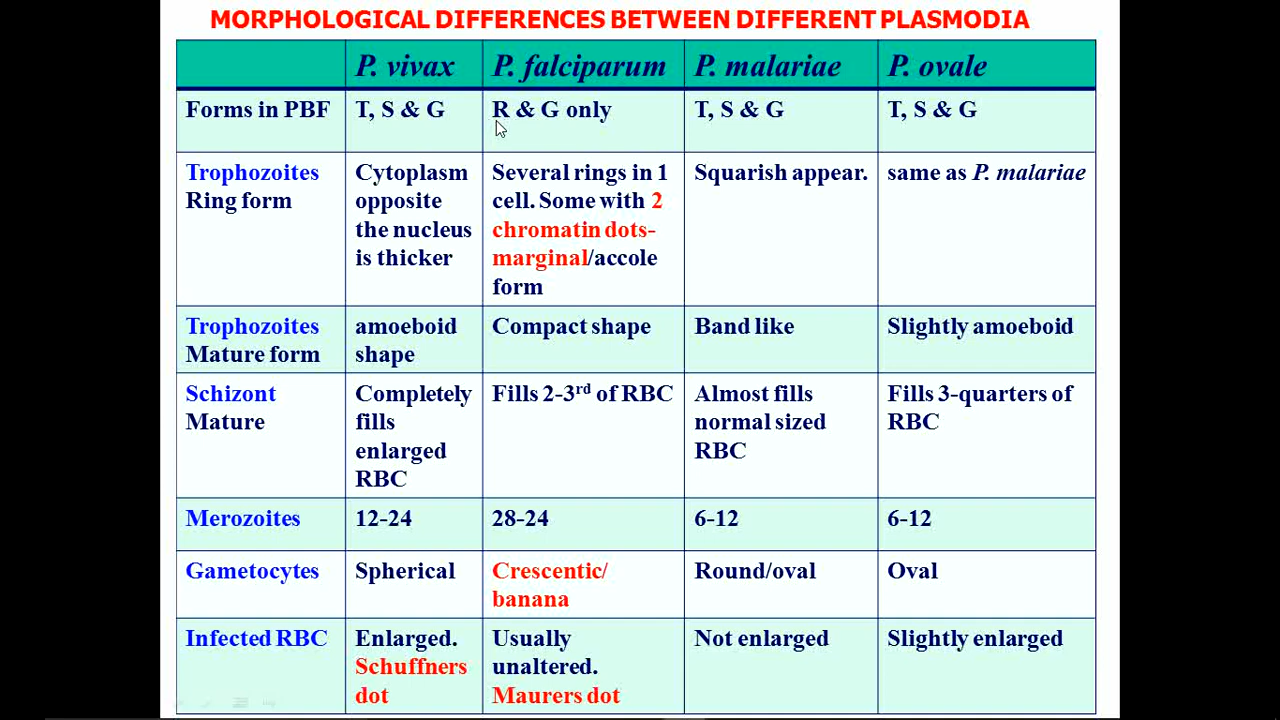 MORPHOLOGICAL DIFFERENCES BETWEEN DIFFERENT PLASMODIA
P. vivax
P. falciparum
P. malariae
P. ovale
Forms in PBF
T, S & G
R & G only
T, S & G
T, S & G
Trophozoites
Ring form
Cytoplasm
opposite
the nucleus
is thicker
Several rings in 1
cell. Some with 2
chromatin dots-
marginal/accole
form
Squarish appear.
same as P. malariae
Trophozoites
Mature form
amoeboid
shape
Compact shape
Band like
Slightly amoeboid
Schizont
Mature
Completely
fills
enlarged
RBC
Fills 2-3rd of RBC
Almost fills
normal sized
RBC
Fills 3-quarters of
RBC
Merozoites
12-24
28-24
6-12
6-12
Gametocytes
Spherical
Crescentic/
banana
Round/oval
Oval
Infected RBC
Enlarged.
Schuffners
dot
Usually
unaltered.
Maurers dot
Not enlarged
Slightly enlarged